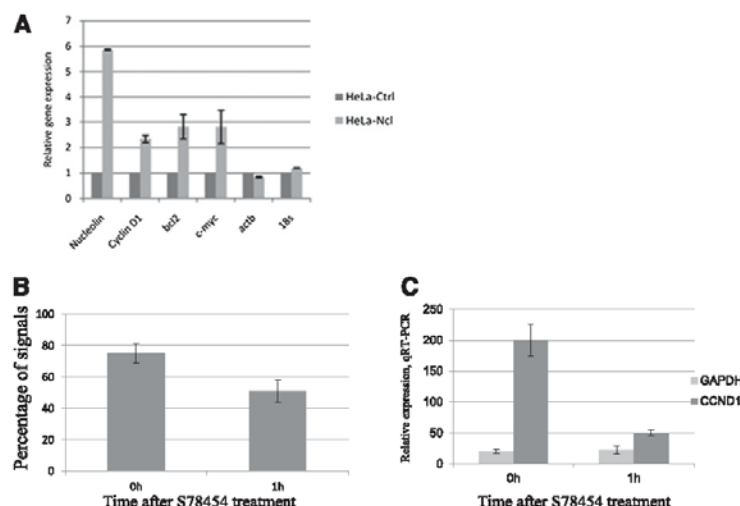 A
Relative gene expression
7
6
5
4
3
2
1
0
Nucleolin
Cyclin D1
bcl2
c-myc
actb
18s
HeLa-Ctrl
HeLa-Ncl
B
Percentage of signals
100
80
60
40
20
0
0h
1h
Time after S78454 treatment
C
Relative expression, qRT-PCR
250
200
150
100
50
0
0h
1h
GAPDH
CCND1
Time after S78454 treatment